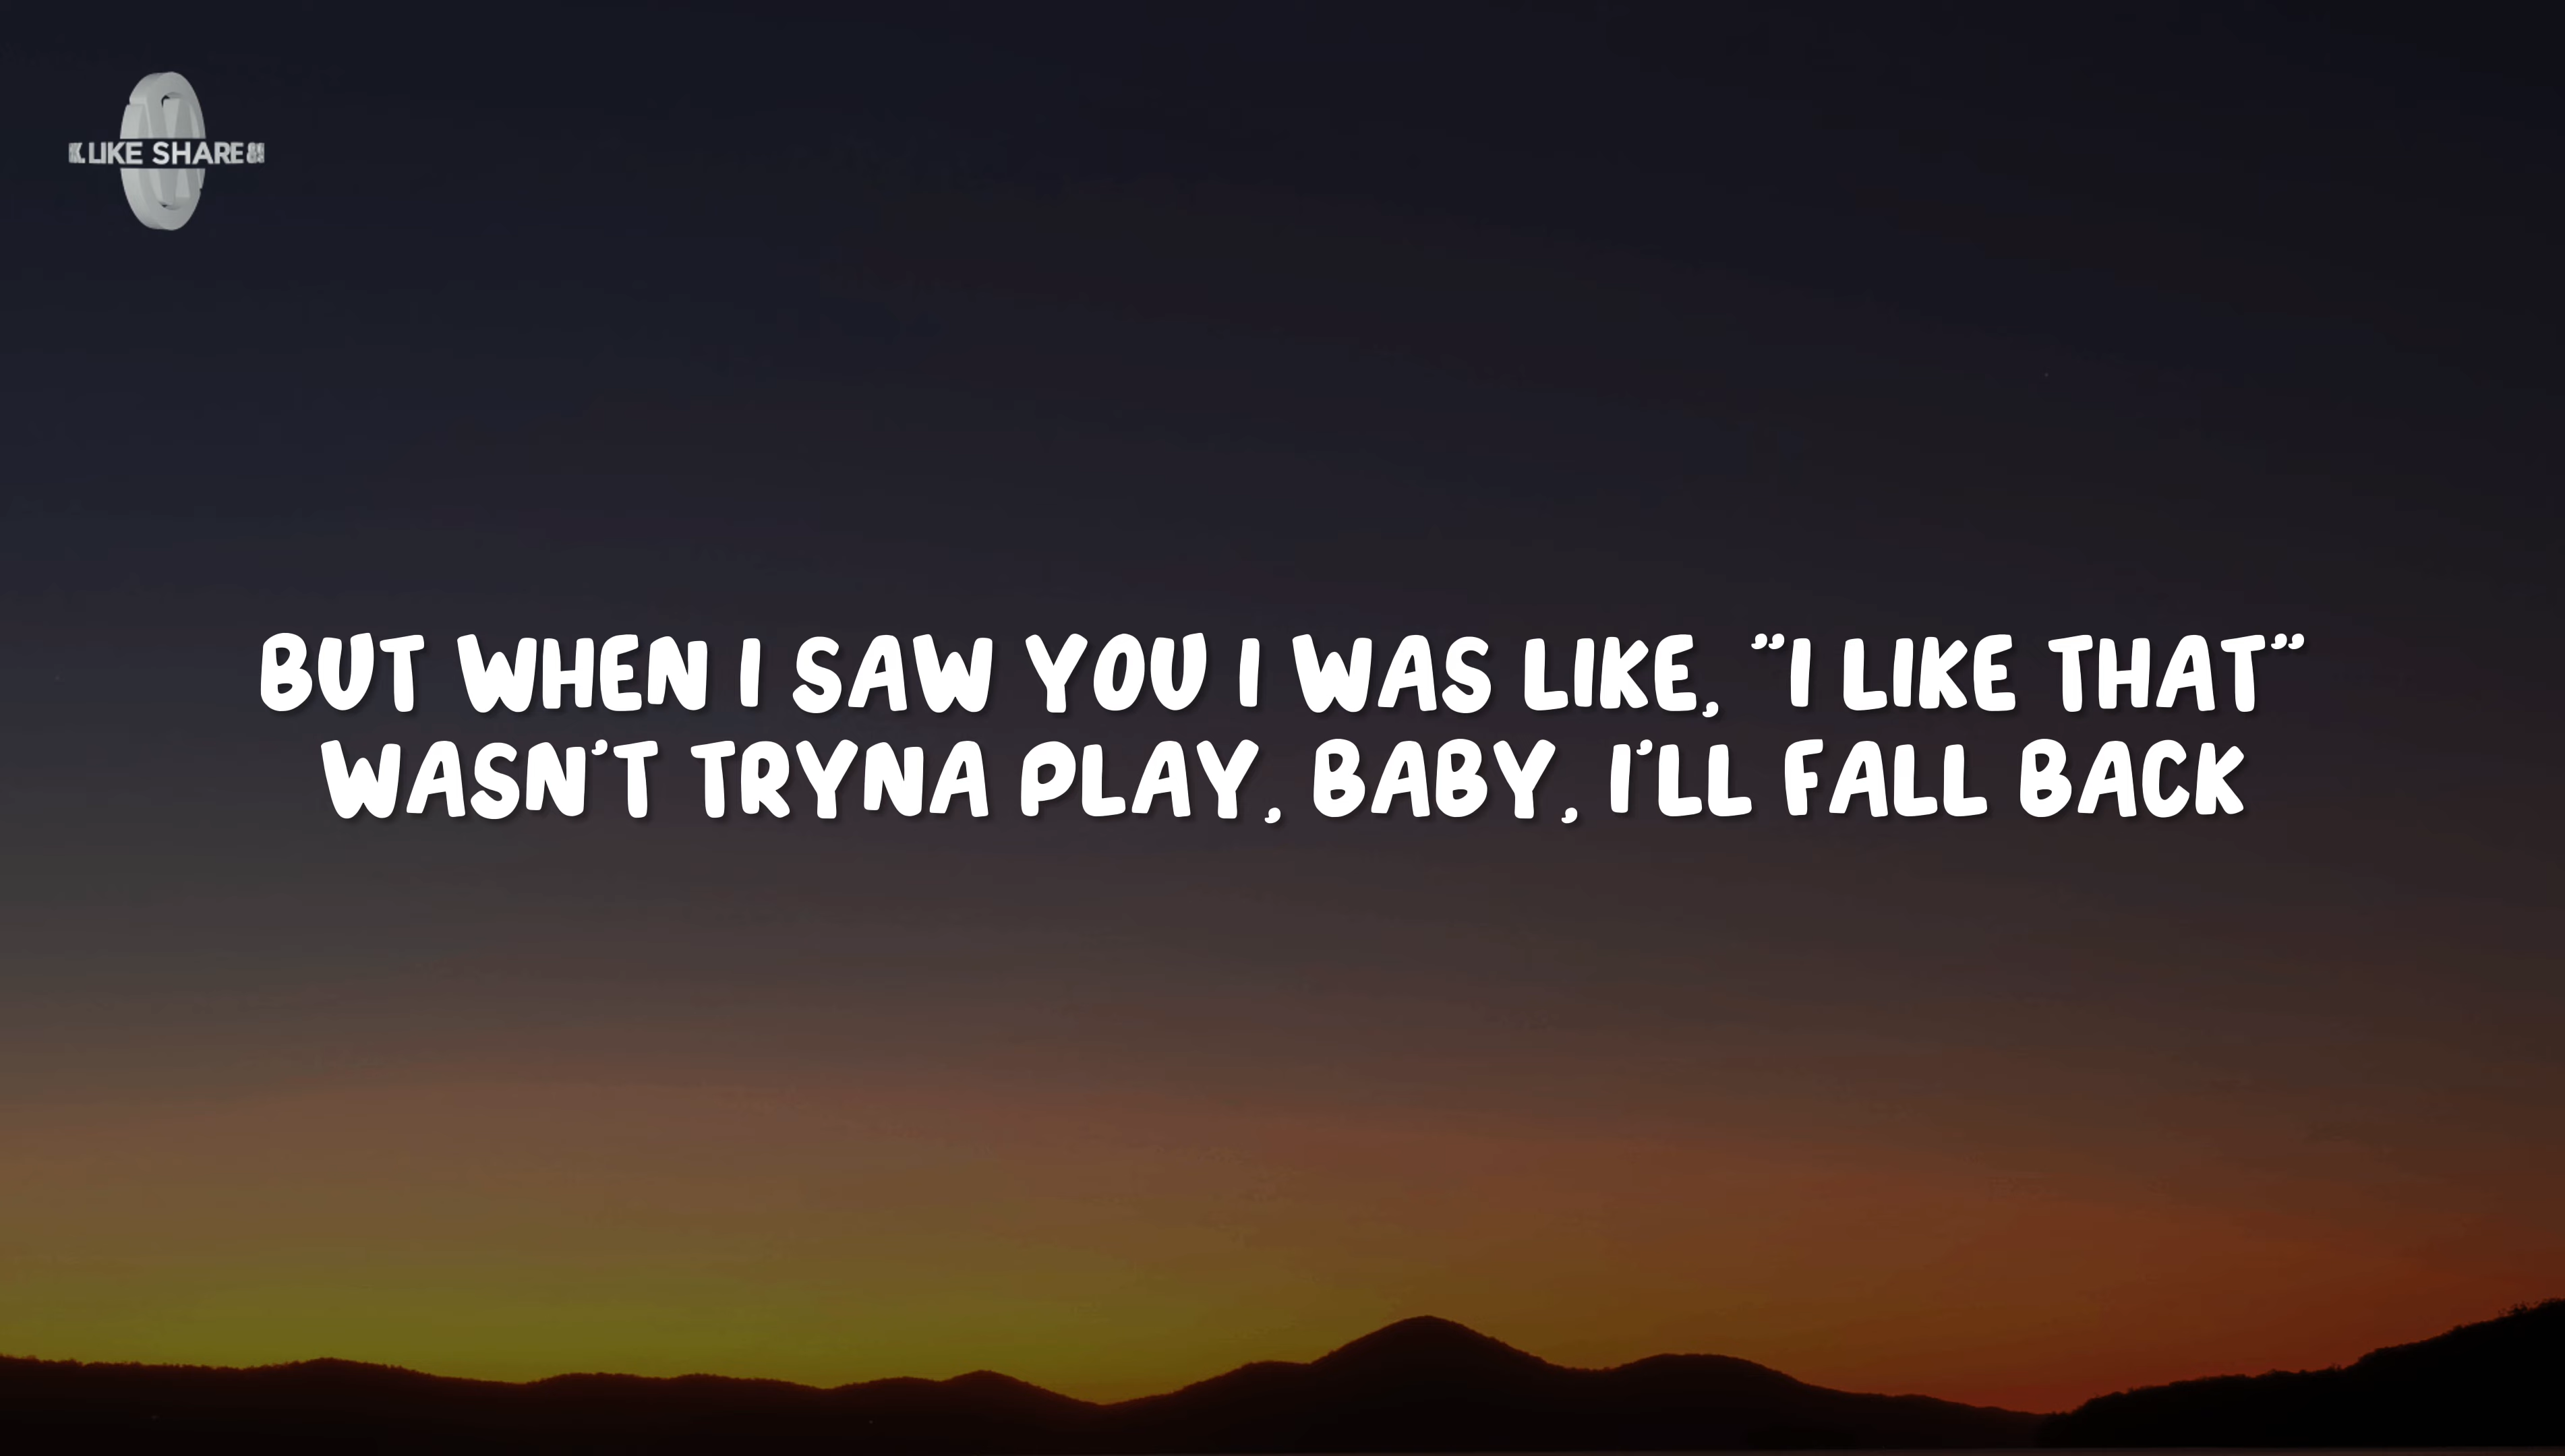 LIKE SHARE
BUT WHEN I SAW YOU I WAS LIKE, "I LIKE THAT"
WASN'T TRYNA PLAY, BABY, I'LL FALL BACK